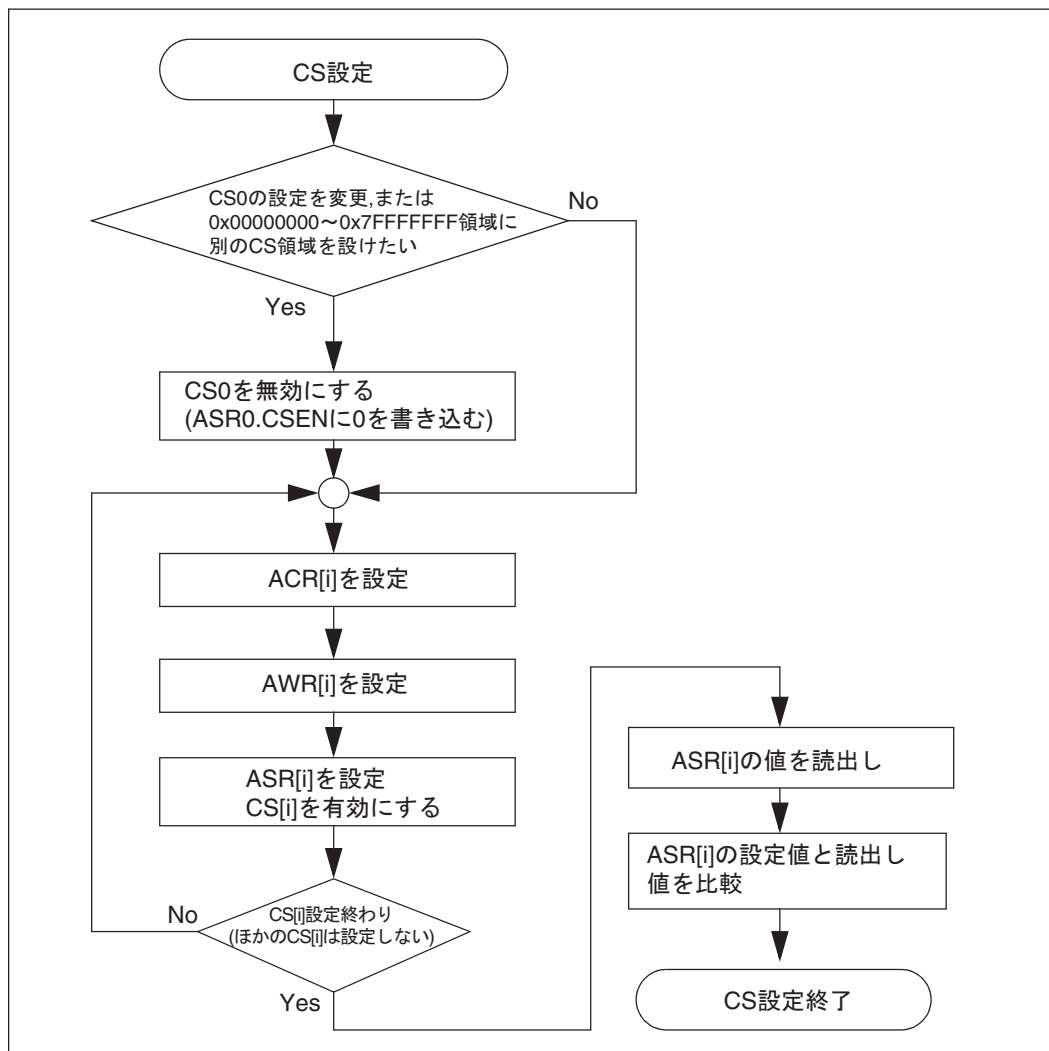 CS設定
CS0の設定を変更,または
0x00000000～0x7FFFFFFF領域に
別のCS領域を設けたい
No
Yes
CS0を無効にする
(ASR0.CSENに0を書き込む)
ACR[i]を設定
AWR[i]を設定
ASR[i]を設定
CS[i]を有効にする
CS[i]設定終わり
(ほかのCS[i]は設定しない)
No
Yes
ASR[i]の値を読出し
ASR[i]の設定値と読出し
値を比較
CS設定終了